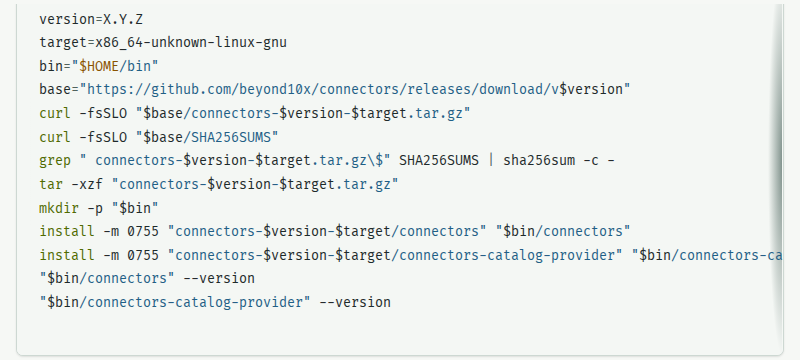 version=X.Y.Z
target=x86_64-unknown-linux-gnu
bin="$HOME/bin"
base="https://github.com/beyond10x/connectors/releases/download/v$version"
curl -fsSLO "$base/connectors-$version-$target.tar.gz"
curl -fsSLO "$base/SHA256SUMS"
grep " connectors-$version-$target.tar.gz\$" SHA256SUMS | sha256sum -c -
tar -xzf "connectors-$version-$target.tar.gz"
mkdir -p "$bin"
install -m 0755 "connectors-$version-$target/connectors" "$bin/connectors"
install -m 0755 "connectors-$version-$target/connectors-catalog-provider" "$bin/connectors-ca
"$bin/connectors" --version
"$bin/connectors-catalog-provider" --version